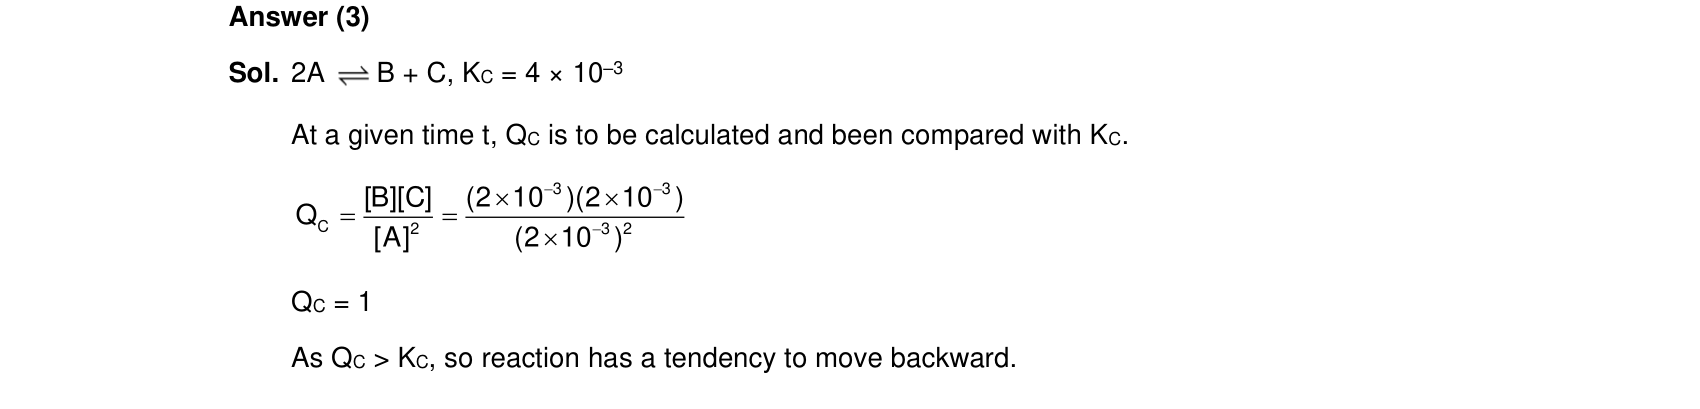 Answer (3)
Sol. 2A ⇌ B + C, KC = 4 × 10–3
At a given time t, QC is to be calculated and been compared with KC.
QC = [B][C] / [A]2 = (2×10–3)(2×10–3) / (2×10–3)2
QC = 1
As QC > KC, so reaction has a tendency to move backward.